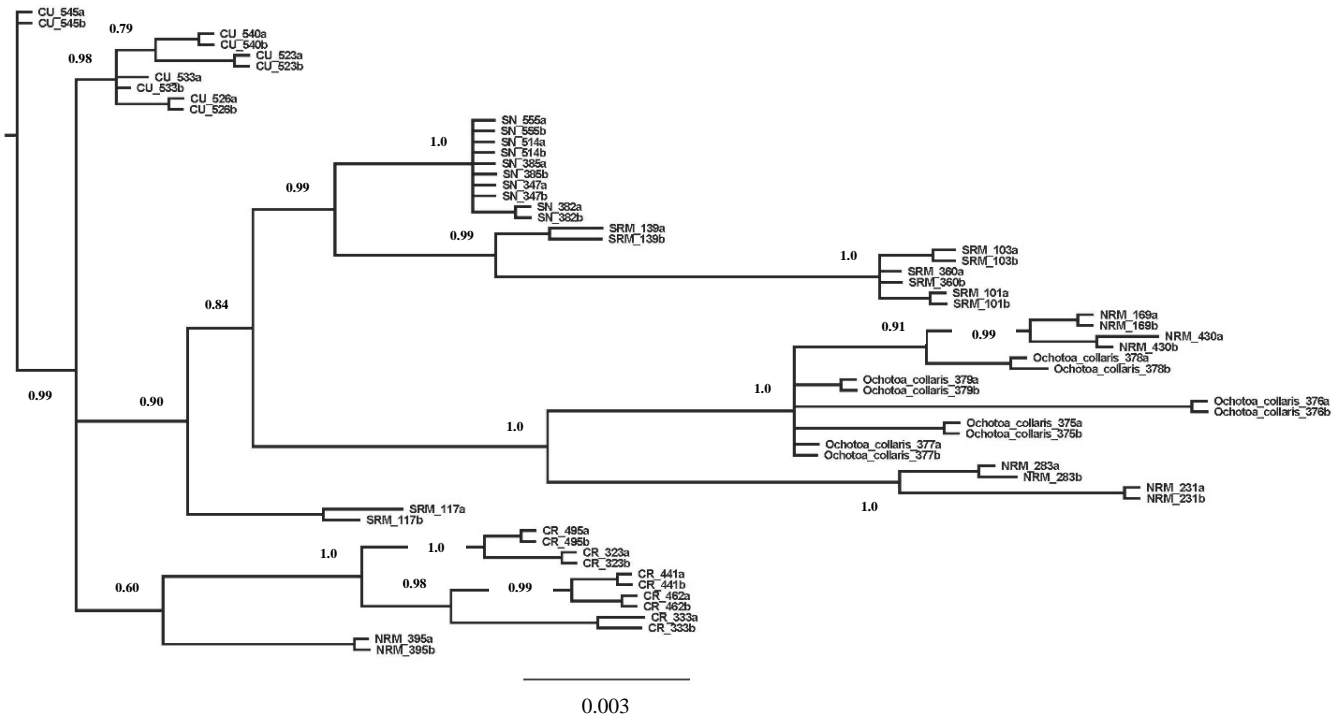 CU_545a
CU_545b
0.79
CU_540a
CU_540b
0.98
CU_523a
CU_523b
CU_533a
CU_533b
CU_526a
CU_526b
SN_555a
SN_555b
1.0
SN_514a
SN_514b
SN_385a
SN_385b
0.99
SN_347a
SN_347b
SN_382a
SN_382b
SRM_139a
0.99
SRM_139b
1.0
SRM_103a
SRM_103b
SRM_360a
SRM_360b
SRM_101a
SRM_101b
0.84
NRM_169a
NRM_169b
0.91
0.99
NRM_430a
NRM_430b
Ochotoa_collaris_378a
Ochotoa_collaris_378b
Ochotoa_collaris_379a
Ochotoa_collaris_379b
1.0
0.99
0.90
Ochotoa_collaris_376a
Ochotoa_collaris_376b
1.0
Ochotoa_collaris_375a
Ochotoa_collaris_375b
Ochotoa_collaris_377a
Ochotoa_collaris_377b
NRM_283a
NRM_283b
NRM_231a
NRM_231b
1.0
SRM_117a
SRM_117b
CR_495a
CR_495b
1.0
1.0
CR_323a
CR_323b
CR_441a
CR_441b
0.60
0.98
0.99
CR_462a
CR_462b
CR_333a
CR_333b
NRM_395a
NRM_395b
0.003